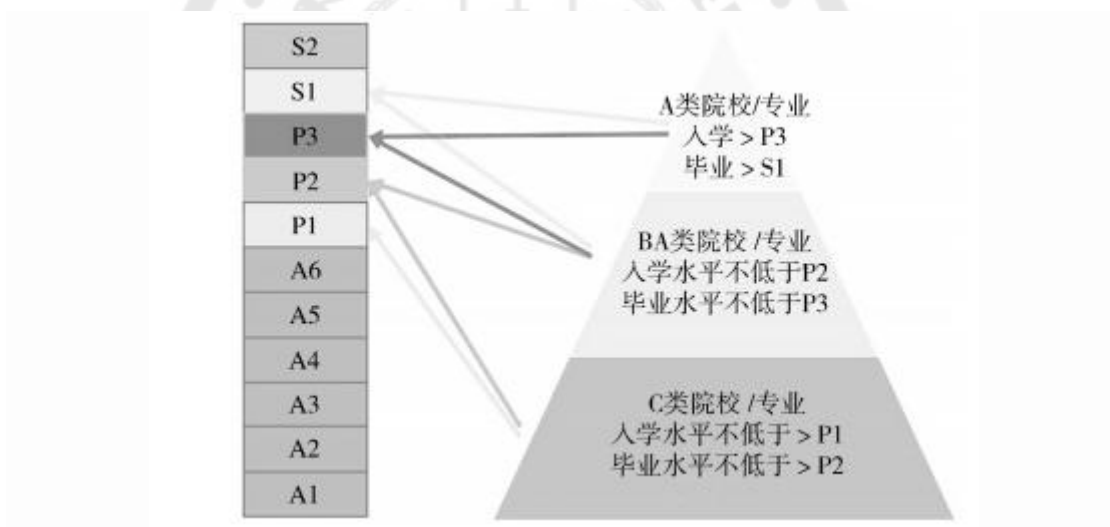 S2
S1
P3
P2
P1
A6
A5
A4
A3
A2
A1
A类院校/专业
入学 > P3
毕业 > S1
BA类院校 /专业
入学水平不低于P2
毕业水平不低于P3
C类院校 /专业
入学水平不低于 > P1
毕业水平不低于 > P2